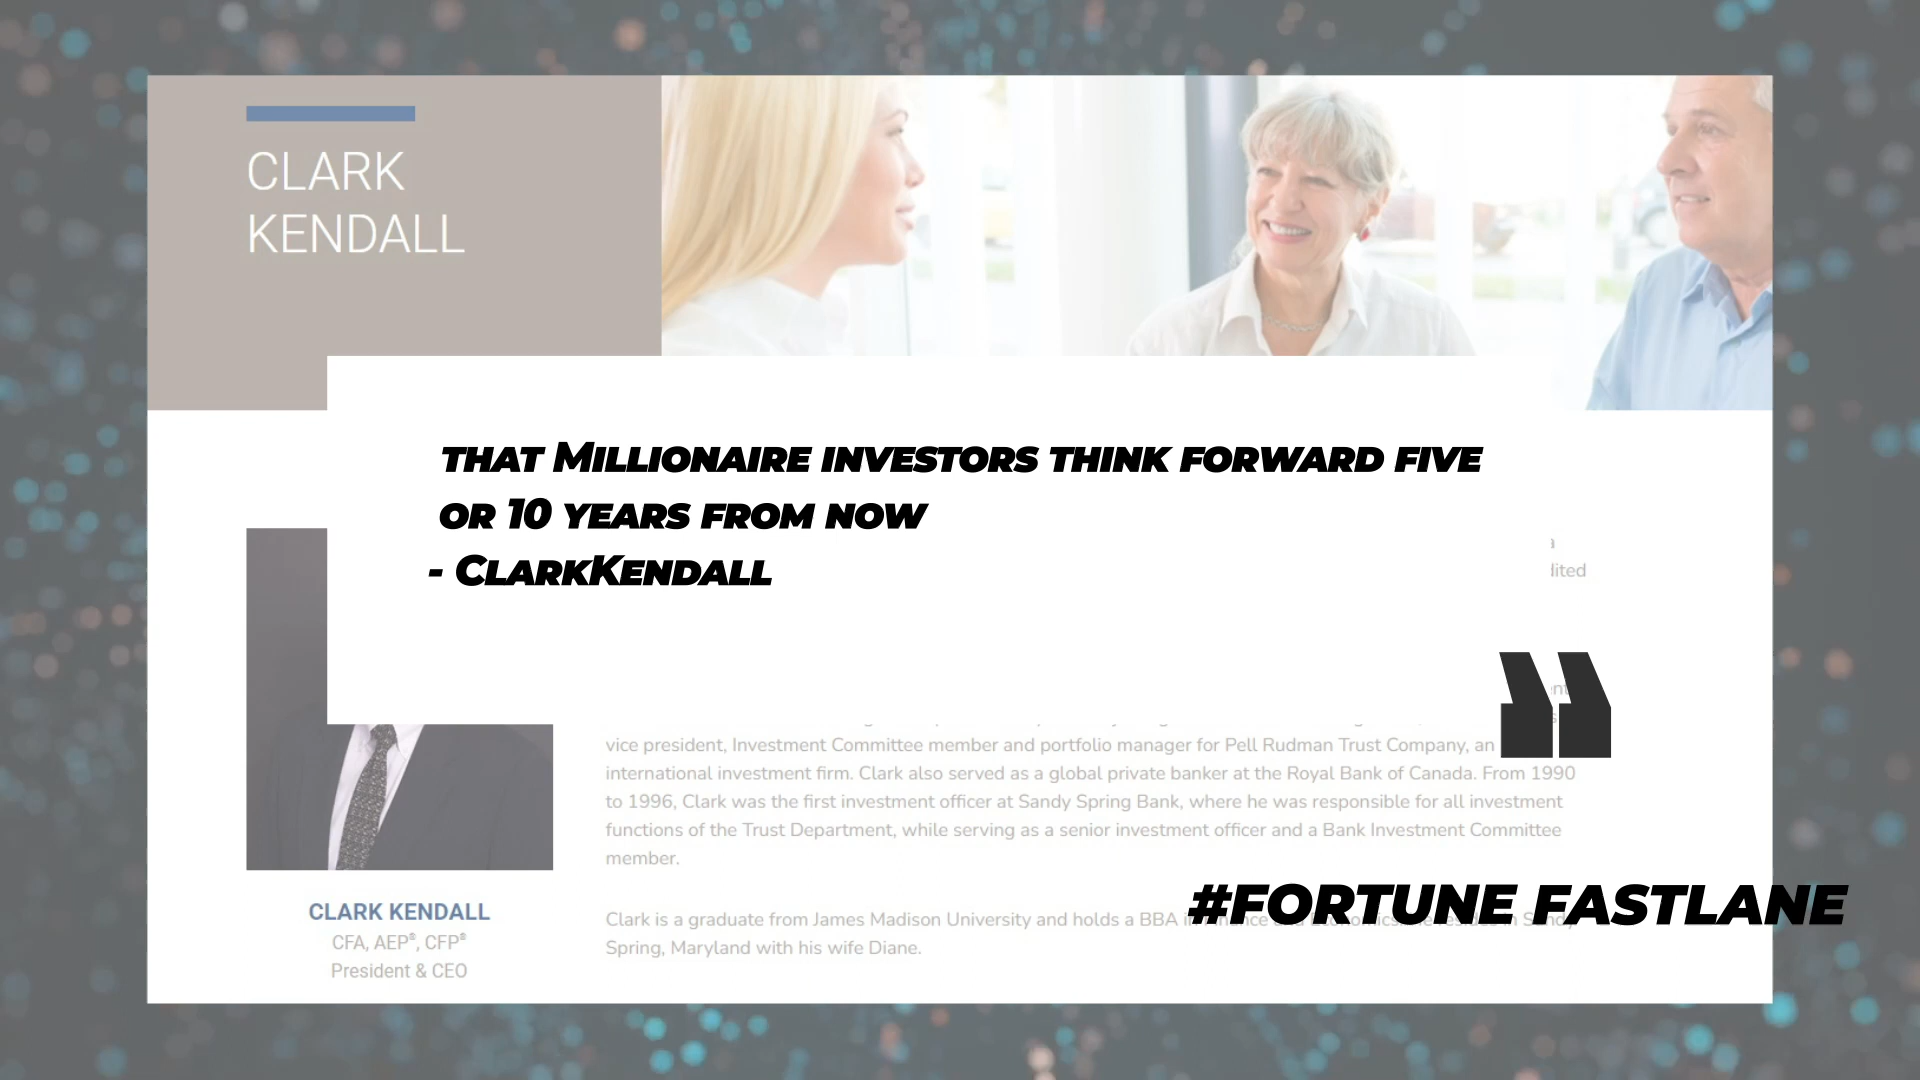 CLARK
KENDALL
THAT MILLIONAIRE INVESTORS THINK FORWARD FIVE
OR 10 YEARS FROM NOW
- CLARKKENDALL
vice president, Investment Committee member and portfolio manager for Pell Rudman Trust Company, an
international investment firm. Clark also served as a global private banker at the Royal Bank of Canada. From 1990
to 1996, Clark was the first investment officer at Sandy Spring Bank, where he was responsible for all investment
functions of the Trust Department, while serving as a senior investment officer and a Bank Investment Committee
member.
#FORTUNE FASTLANE
Clark is a graduate from James Madison University and holds a BBA in
Spring, Maryland with his wife Diane.
CLARK KENDALL
CFA, AEP®, CFP®
President & CEO